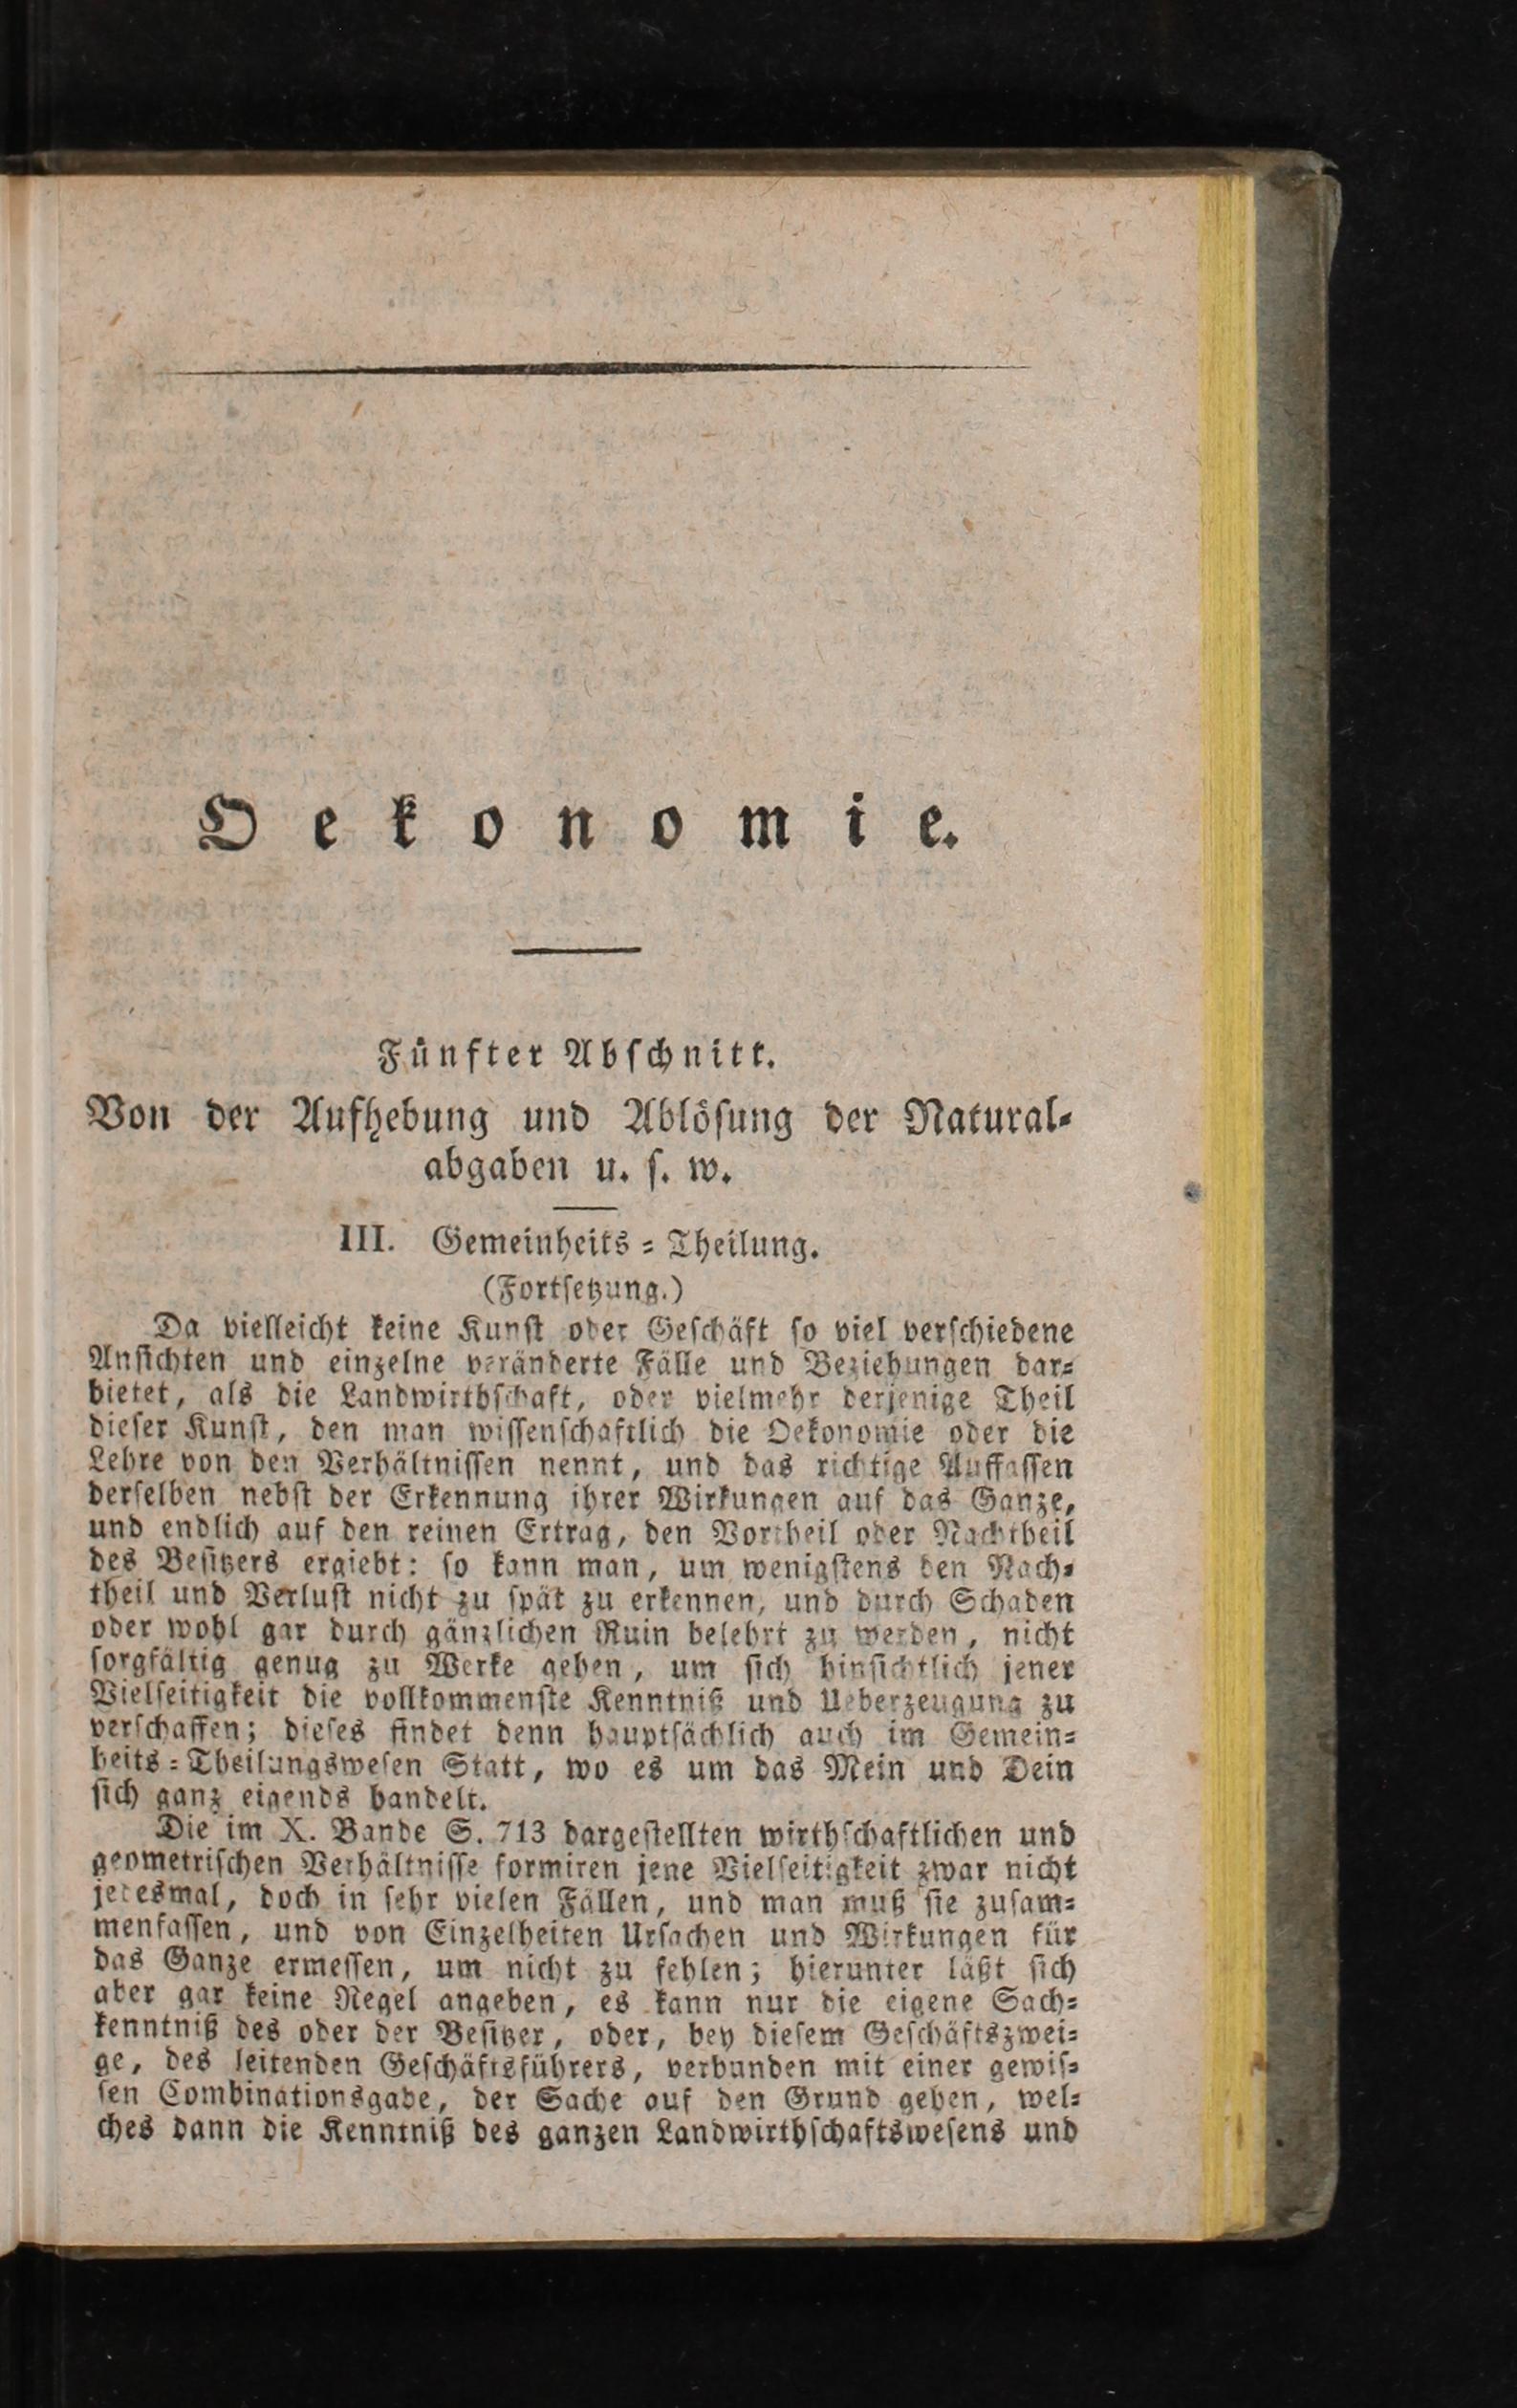 Oekonomie.
Fünfter Abschnitt.
Von der Aufhebung und Ablösung der Natural-
abgaben u. s. w.
III. Gemeinheits-Theilung.
(Fortsetzung.)
Da vielleicht keine Kunst oder Geschäft so viel verschiedene
Ansichten und einzelne veränderte Fälle und Beziehungen dar-
bietet, als die Landwirthschaft, oder vielmehr derjenige Theil
dieser Kunst, den man wissenschaftlich die Oekonomie oder die
Lehre von den Verhältnissen nennt, und das richtige Auffassen
derselben nebst der Erkennung ihrer Wirkungen auf das Ganze,
und endlich auf den reinen Ertrag, den Vortheil oder Nachtheil
des Besitzers ergiebt: so kann man, um wenigstens den Nach-
theil und Verlust nicht zu spät zu erkennen, und durch Schaden
oder wohl gar durch gänzlichen Ruin belehrt zu werden, nicht
sorgfältig genug zu Werke gehen, um sich hinsichtlich jener
Vielseitigkeit die vollkommenste Kenntniß und Ueberzeugung zu
verschaffen; dieses findet denn hauptsächlich auch im Gemein-
heits-Theilungswesen Statt, wo es um das Mein und Dein
sich ganz eigends handelt.
Die im X. Bande S. 713 dargestellten wirthschaftlichen und
geometrischen Verhältnisse formiren jene Vielseitigkeit zwar nicht
jedesmal, doch in sehr vielen Fällen, und man muß sie zusam-
menfassen, und von Einzelheiten Ursachen und Wirkungen für
das Ganze ermessen, um nicht zu fehlen; hierunter läßt sich
aber gar keine Regel angeben, es kann nur die eigene Sach-
kenntniß des oder der Besitzer, oder, bey diesem Geschäftszwei-
ge, des leitenden Geschäftsführers, verbunden mit einer gewis-
sen Combinationsgabe, der Sache auf den Grund gehen, wel-
ches dann die Kenntniß des ganzen Landwirthschaftswesens und